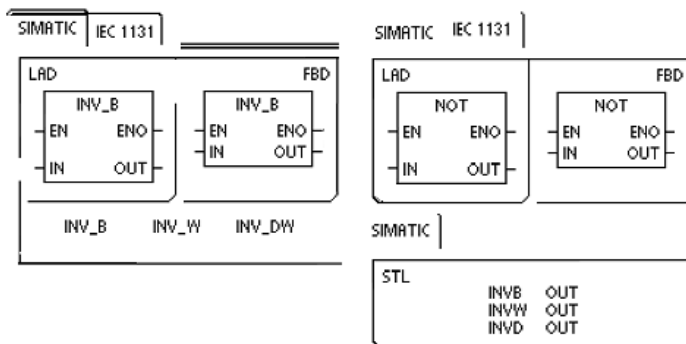 SIMATIC IEC 1131
LAD FBD
INV_B INV_B
EN ENO EN ENO
IN OUT IN OUT
INV_B INV_W INV_DW
SIMATIC IEC 1131
LAD FBD
NOT NOT
EN ENO EN ENO
IN OUT IN OUT
SIMATIC
STL
INVB OUT
INVW OUT
INVD OUT